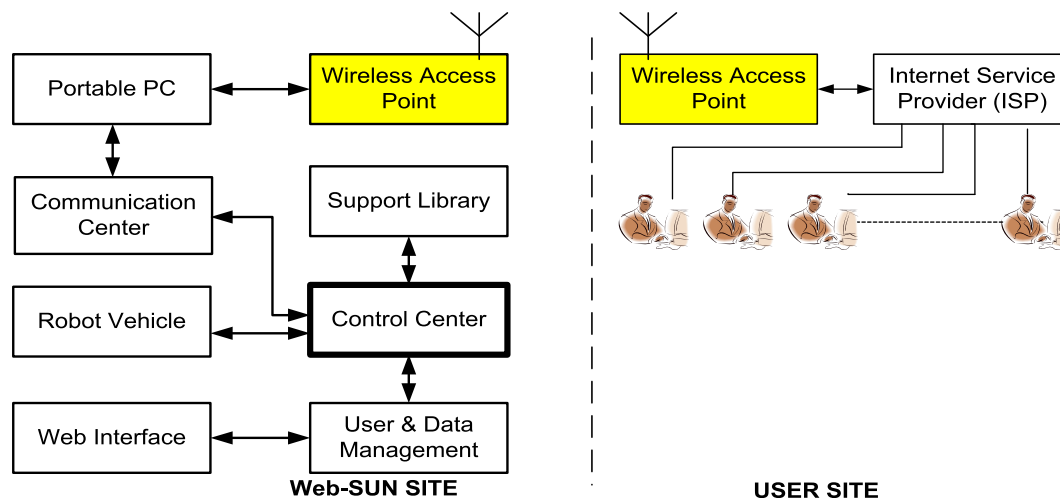 Portable PC
Wireless Access
Point
Communication
Center
Support Library
Robot Vehicle
Control Center
Web Interface
User & Data
Management
Web-SUN SITE
Wireless Access
Point
Internet Service
Provider (ISP)
USER SITE